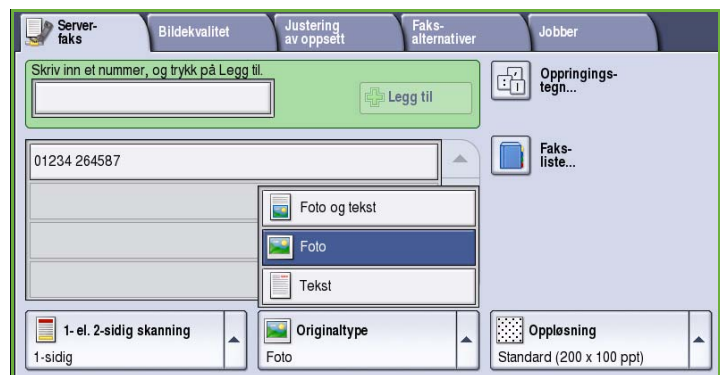 Server-
faks
Bildekvalitet
Justering
av oppsett
Faks-
alternativer
Jobber
Skriv inn et nummer, og trykk på Legg til.
Legg til
Oppringings-
tegn...
01234 264587
Faks-
liste...
Foto og tekst
Foto
Tekst
1- el. 2-sidig skanning
1-sidig
Originaltype
Foto
Oppløsning
Standard (200 x 100 ppt)